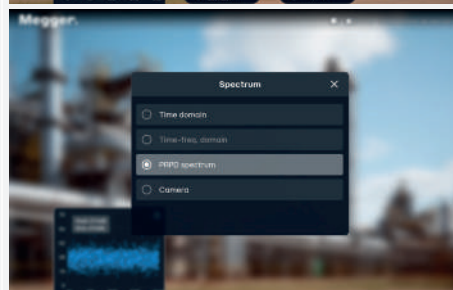 Megger.
Spectrum
Time domain
Time-freq. domain
PRPD spectrum
Camera